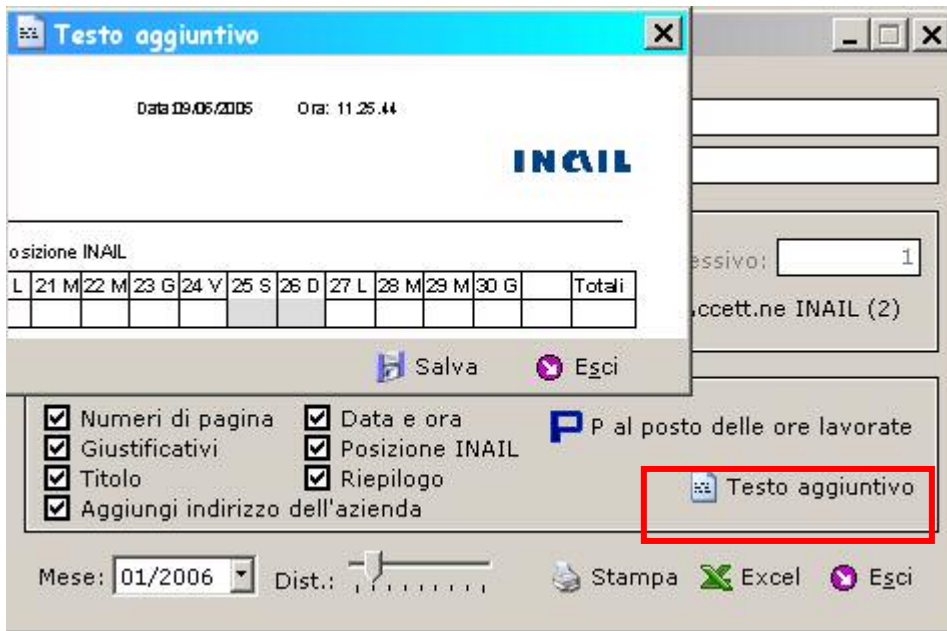 Testo aggiuntivo
Data:09/06/2005 Ora: 11.25.44
INAIL
osizione INAIL
L 21 M 22 M 23 G 24 V 25 S 26 D 27 L 28 M 29 M 30 G Totali
essivo: 1
ccett.ne INAIL (2)
Salva Esci
Numeri di pagina Data e ora P P al posto delle ore lavorate
Giustificativi Posizione INAIL
Titolo Riepilogo Testo aggiuntivo
Aggiungi indirizzo dell'azienda
Mese: 01/2006 Dist.: Stampa Excel Esci